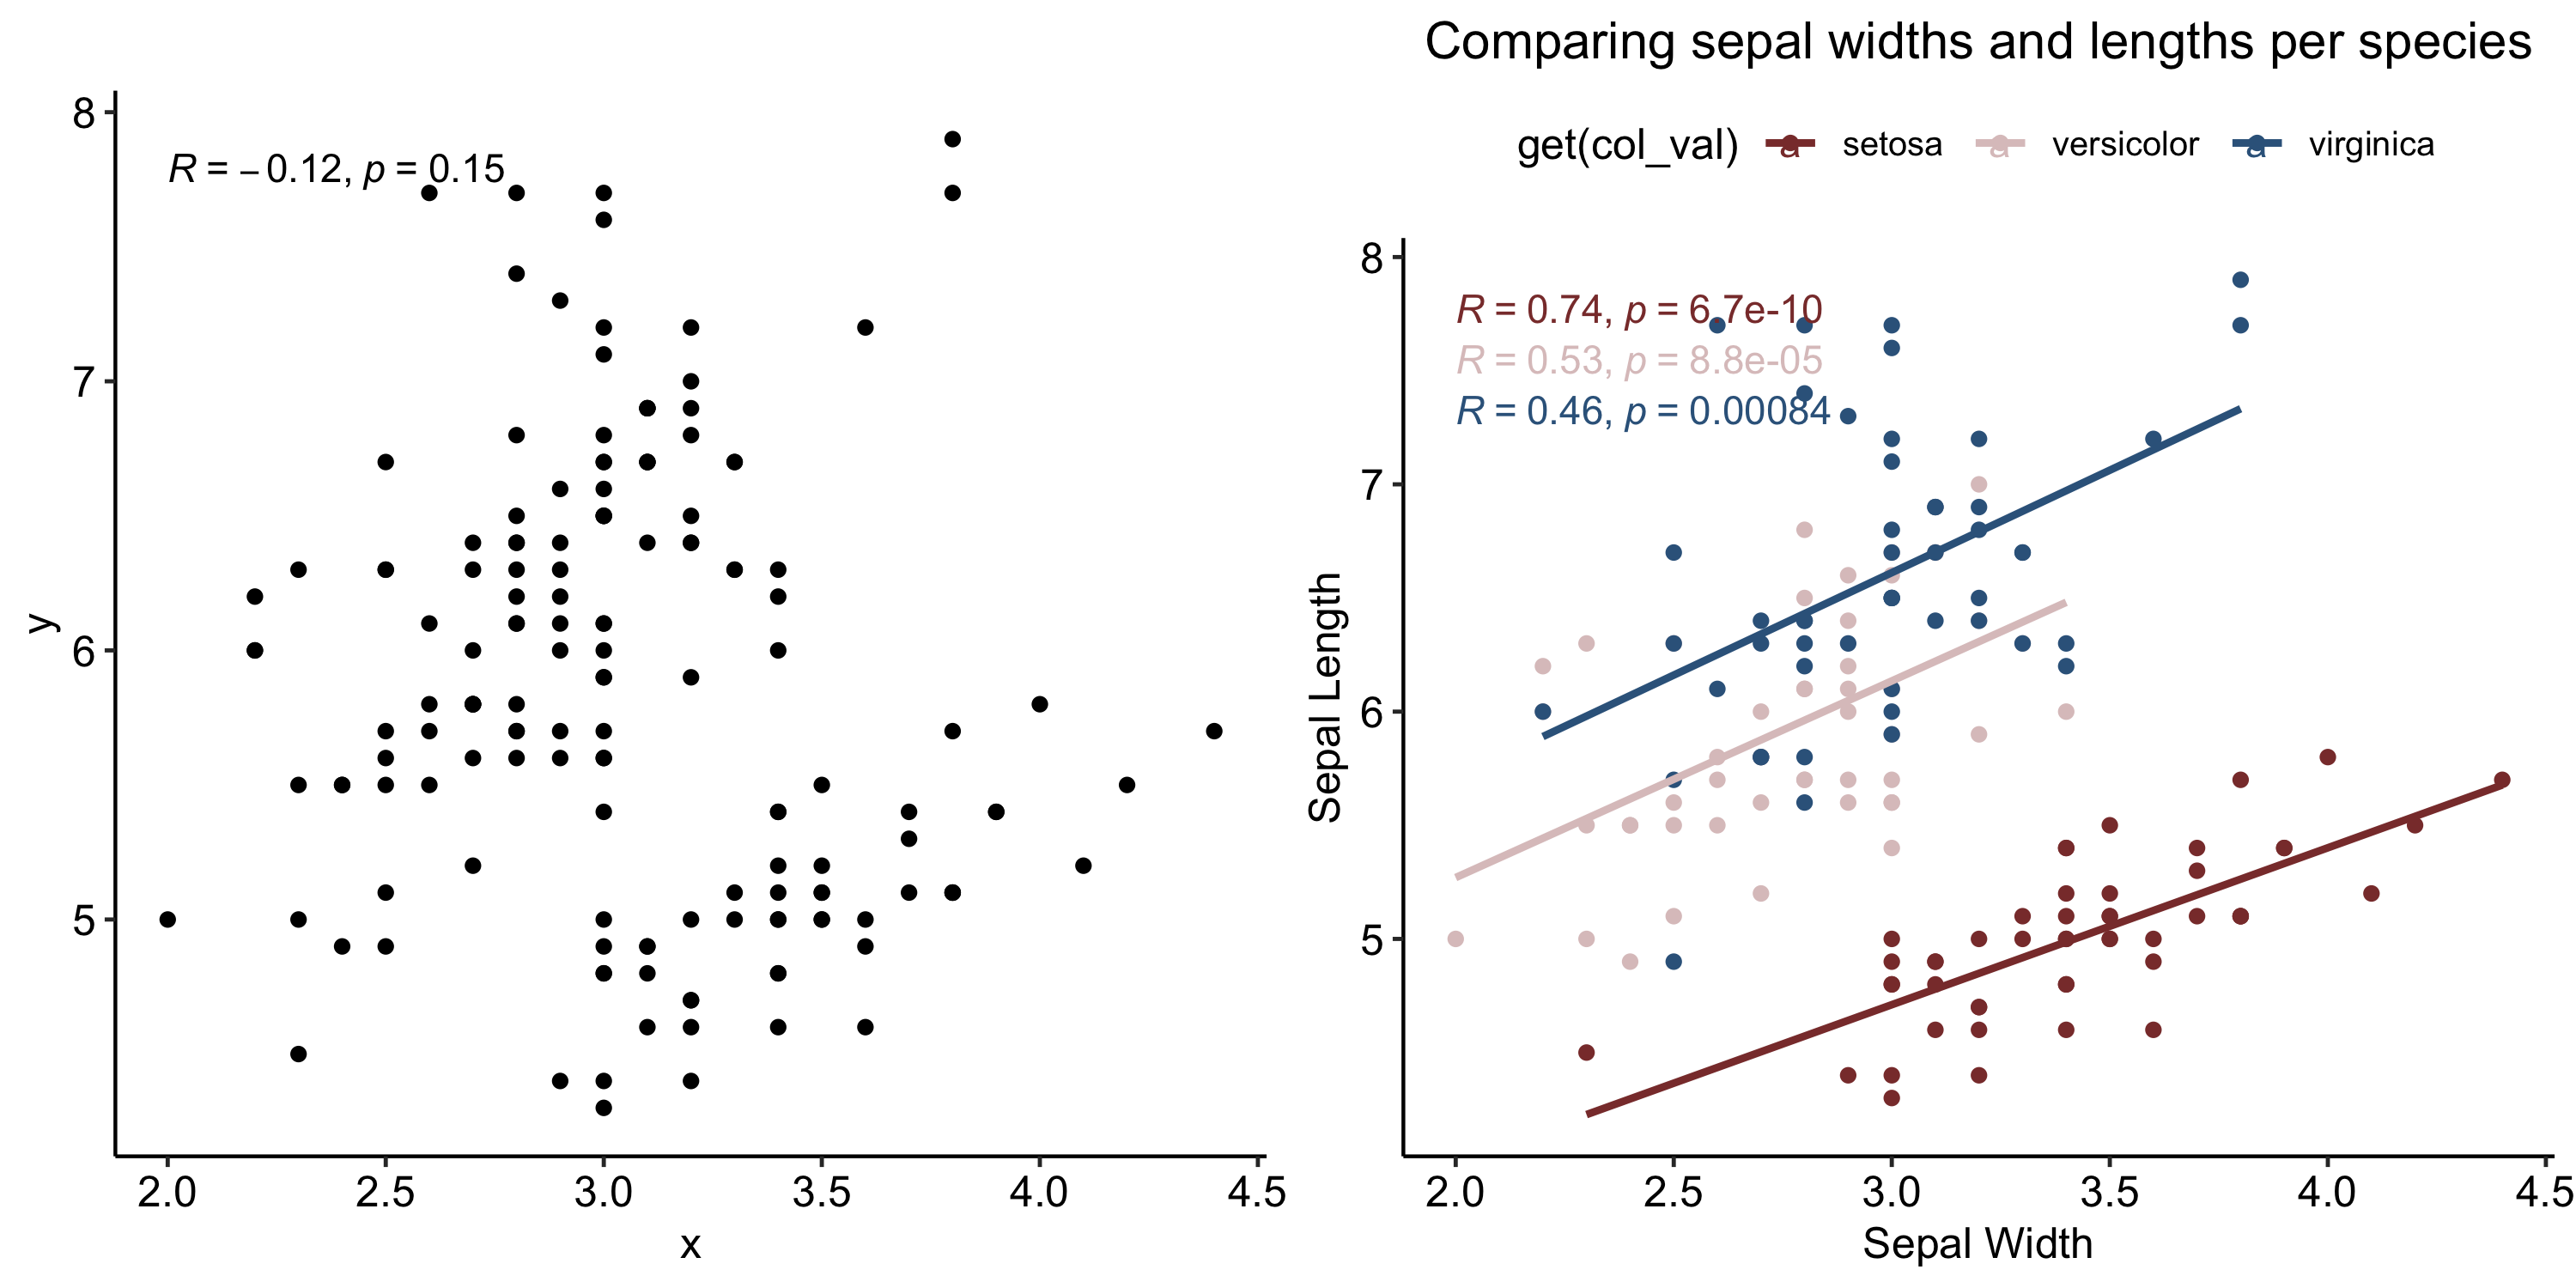 R = −0.12, p = 0.15
8
7
6
5
y
2.0 2.5 3.0 3.5 4.0 4.5
x
Comparing sepal widths and lengths per species
get(col_val) a setosa a versicolor a virginica
R = 0.74, p = 6.7e-10
R = 0.53, p = 8.8e-05
R = 0.46, p = 0.00084
8
7
6
5
Sepal Length
2.0 2.5 3.0 3.5 4.0 4.5
Sepal Width